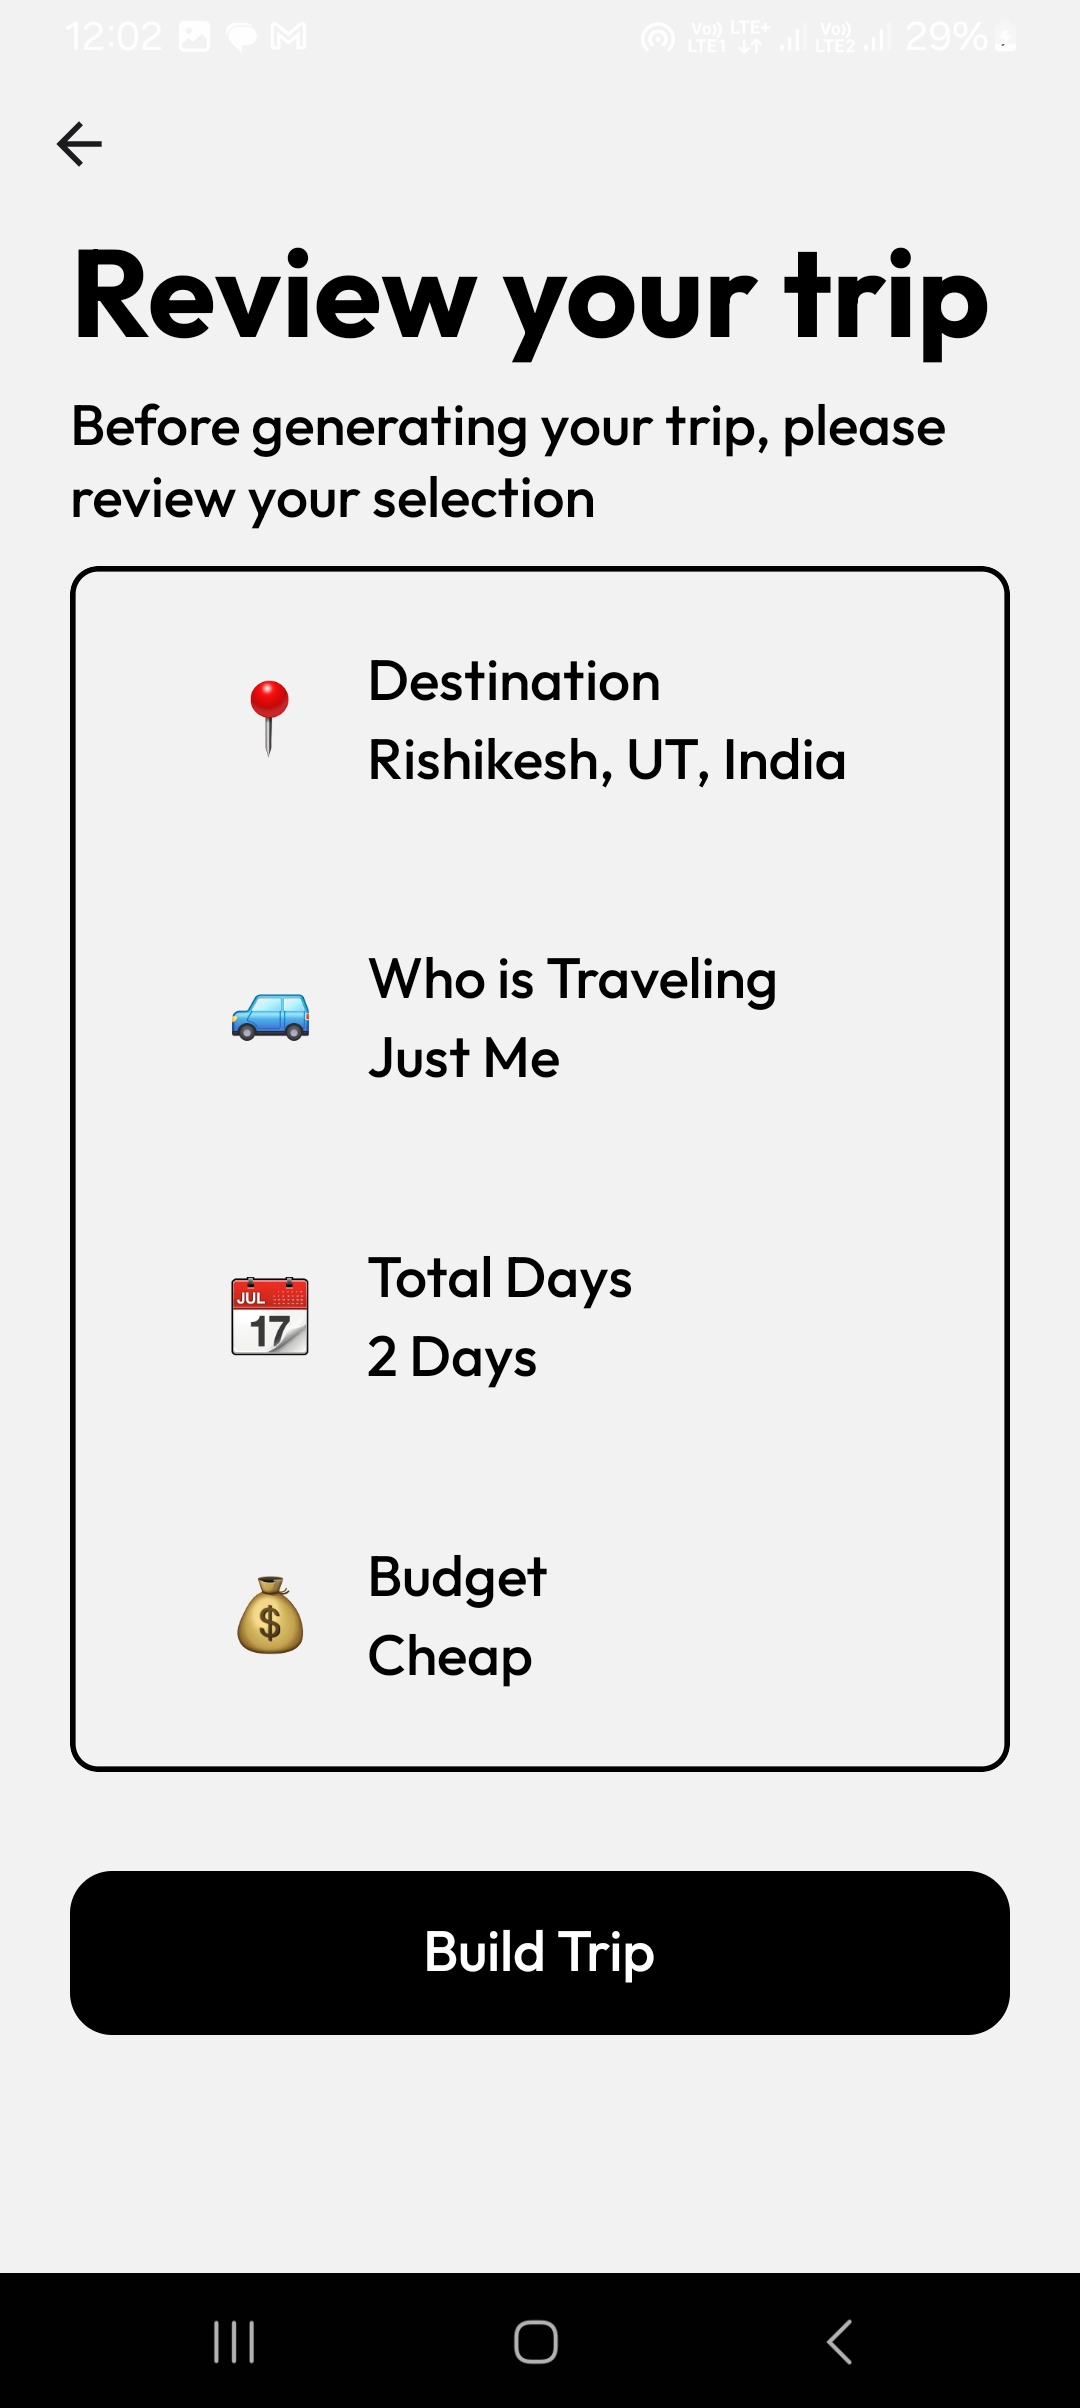 12:02
Vo)) LTE+
LTE1
Vo))
LTE2
29%
Review your trip
Before generating your trip, please
review your selection
Destination
Rishikesh, UT, India
Who is Traveling
Just Me
JUL
17
Total Days
2 Days
$
Budget
Cheap
Build Trip